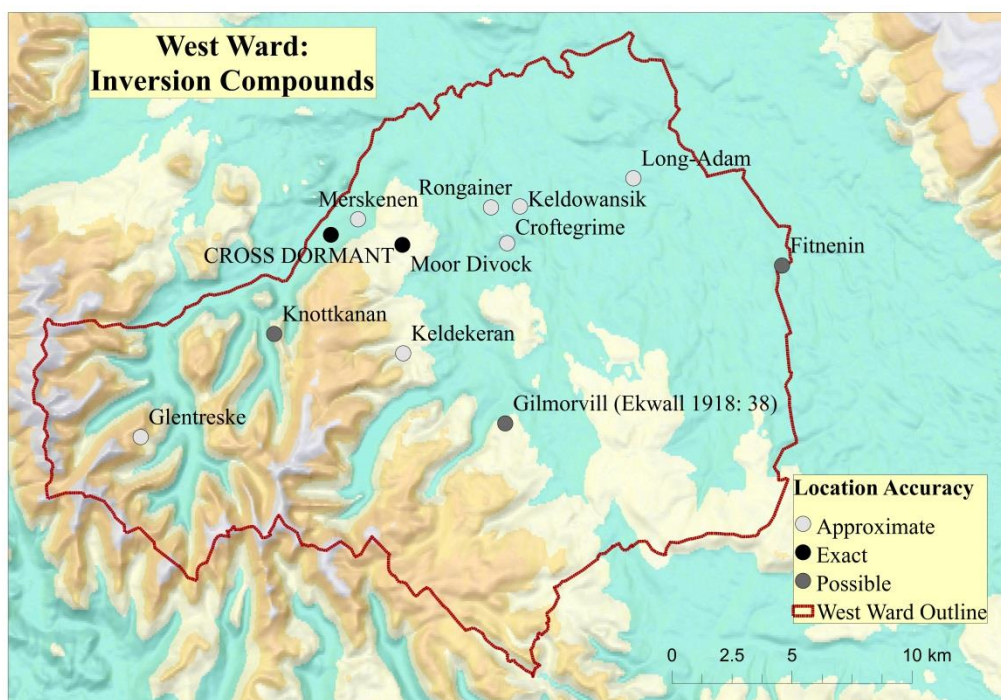 West Ward:
Inversion Compounds
Long-Adam
Merskenen
Rongainer
Keldowansik
Croftegrime
CROSS DORMANT
Moor Divock
Fitnenin
Knottkanan
Keldekeran
Glentreske
Gilmorvill (Ekwall 1918: 38)
Location Accuracy
Approximate
Exact
Possible
West Ward Outline
0 2.5 5 10 km